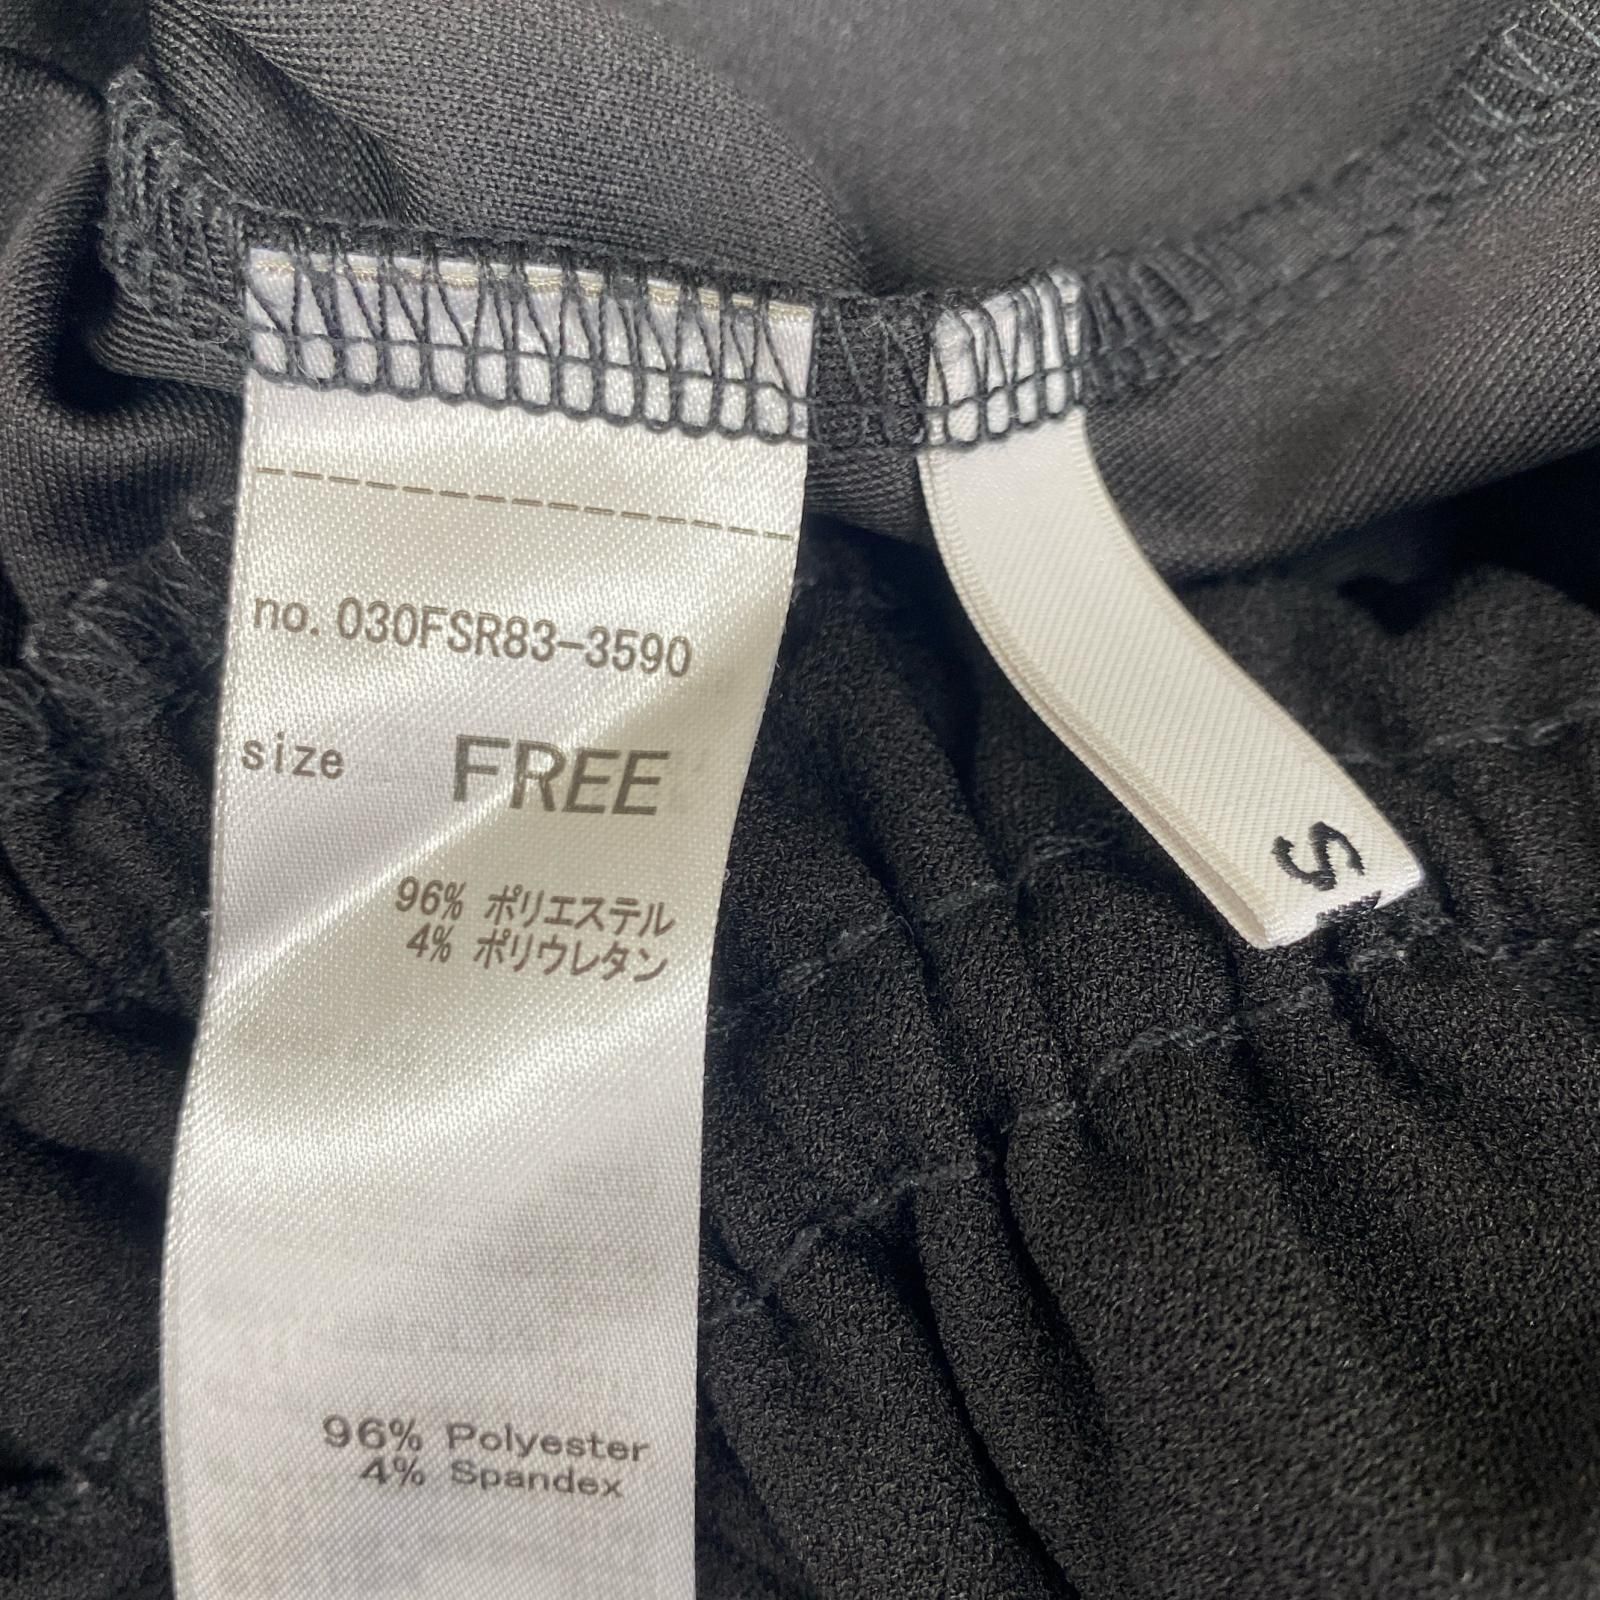 no. 030FSR83-3590
size FREE
96% ポリエステル
4% ポリウレタン
96% Polyester
4% Spandex
S